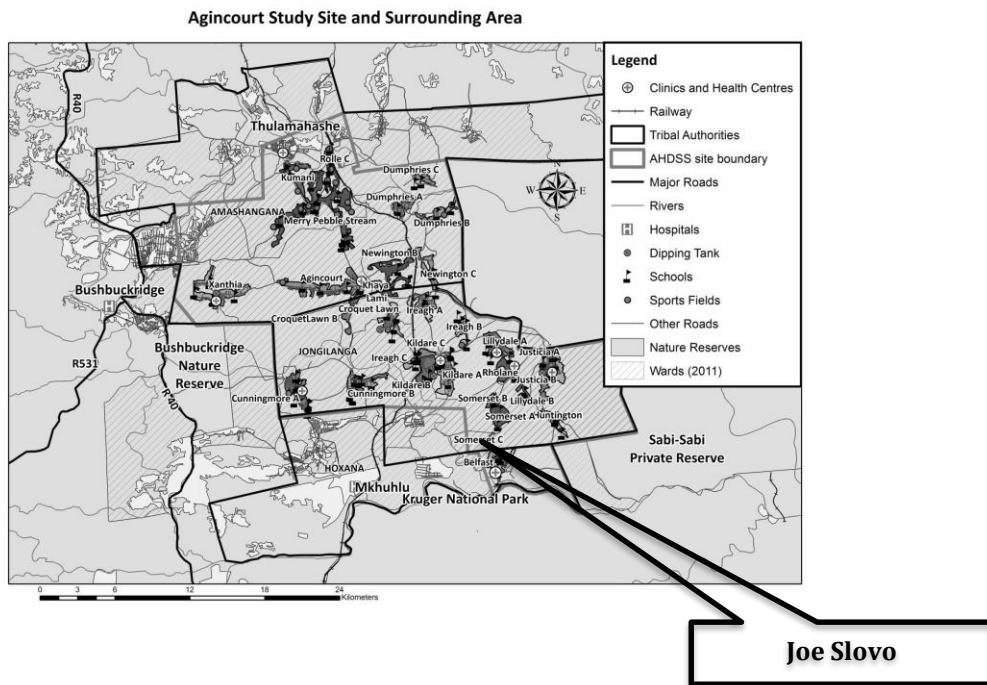 Agincourt Study Site and Surrounding Area
R40
Thulamahashe
Rolle C
Kumani
Dumphries C
Dumphries A
AMASHANGANA
Merry Pebble Stream
Dumphries B
Newington B
Xanthia
Agincourt
Khaya
Newington C
Lami
Bushbuckridge
Croquet Lawn
Ireagh A
CroquetLawn B
Ireagh B
Bushbuckridge
Nature
Reserve
JONGILANGA
Kildare C
Lillydale A
Justicia A
R531
Ireagh C
Kildare A
Rholane
R 40
Kildare B
Justicia B
Cunningmore A
Cunningmore B
Somerset B
Lillydale B
Somerset A
Huntington
Somerset C
Sabi-Sabi
Private Reserve
HOXANA
Belfast
Mkhuhlu
Kruger National Park
N
W
E
S
Legend
Clinics and Health Centres
Railway
Tribal Authorities
AHDSS site boundary
Major Roads
Rivers
H Hospitals
Dipping Tank
Schools
Sports Fields
Other Roads
Nature Reserves
Wards (2011)
0 3 6 12 18 24
Kilometers
Joe Slovo